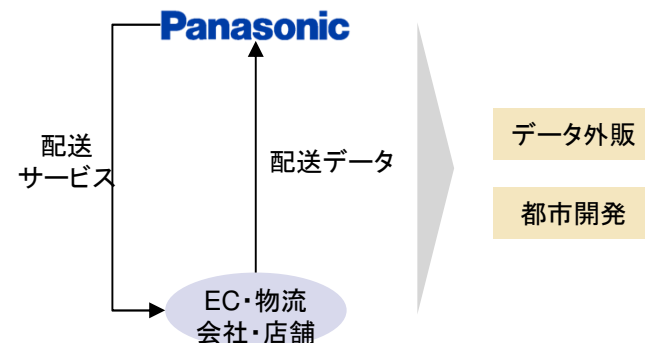 Panasonic
配送
サービス
配送データ
EC・物流
会社・店舗
データ外販
都市開発